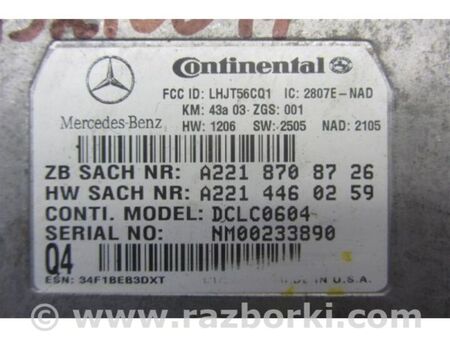 Continental
FCC ID: LHJT56CQ1 IC: 2807E-NAD
KM: 43a 03-ZGS: 001
Mercedes-Benz HW: 1206 SW: 2505 NAD: 2105
ZB SACH NR: A221 870 87 26
HW SACH NR: A221 446 02 59
CONTI. MODEL: DCLC0604
SERIAL NO: NM00233890
Q4
ESN: 34F1BEB3DXT MADE IN U.S.A.
www.razborki.com